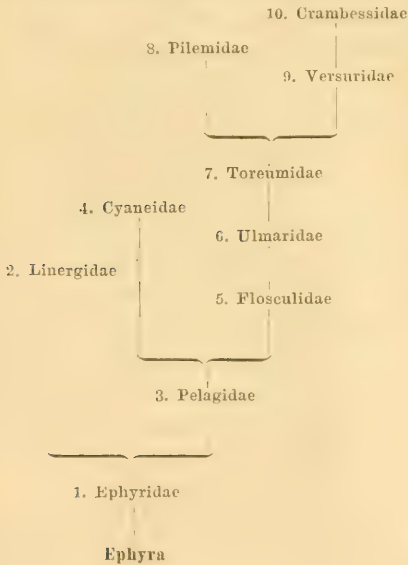 10. Crambessidae
8. Pilemidae
9. Versuridae
7. Toreumidae
4. Cyaneidae
6. Ulmaridae
2. Linergidae
5. Flosculidae
3. Pelagidae
1. Ephyridae
Ephyra